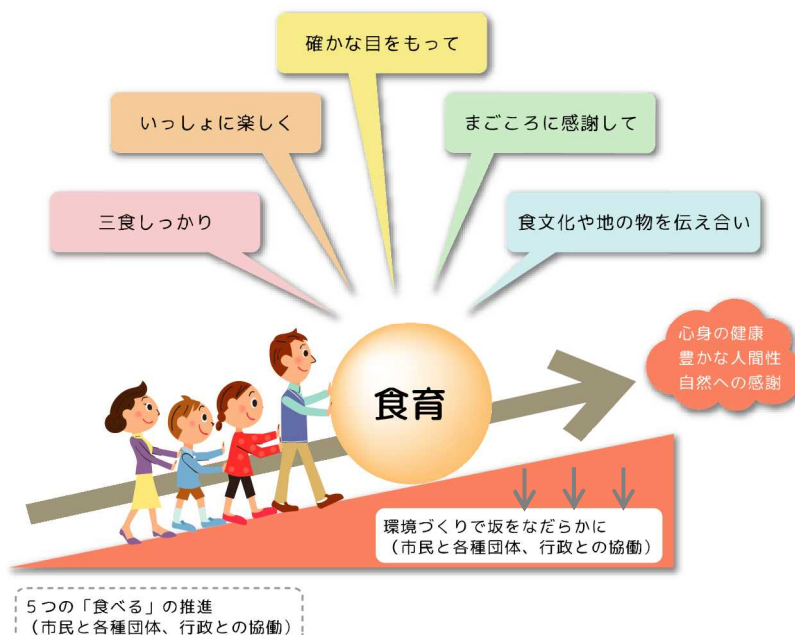 確かな目をもって
いっしょに楽しく
まごころに感謝して
三食しっかり
食文化や地の物を伝え合い
心身の健康
豊かな人間性
自然への感謝
食育
環境づくりで坂をなだらかに
（市民と各種団体、行政との協働）
５つの「食べる」の推進
（市民と各種団体、行政との協働）